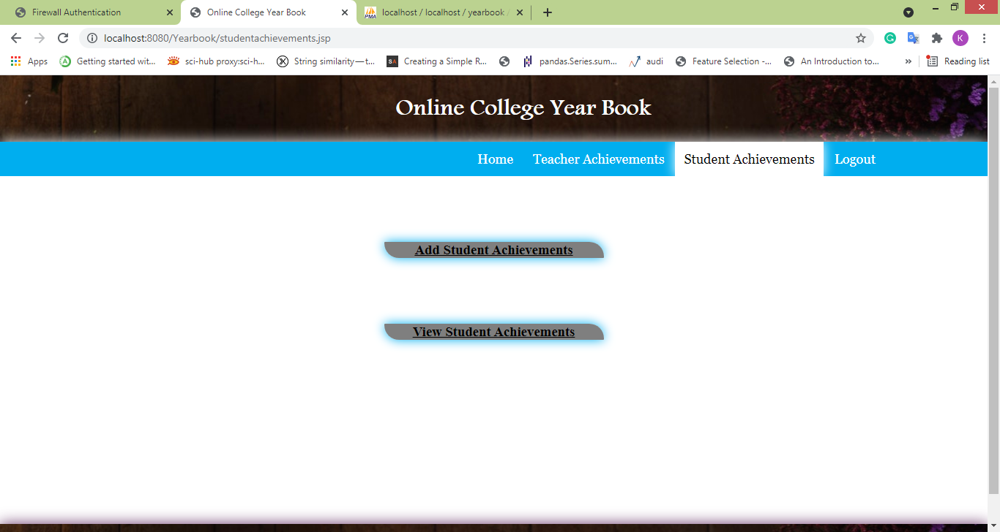 Firewall Authentication
Online College Year Book
PMA
localhost / localhost / yearbook /
localhost:8080/Yearbook/studentachievements.jsp
K
Apps
Getting started wit...
sci-hub proxy:sci-h...
String similarity — t...
SA
Creating a Simple R...
pandas.Series.sum...
audi
Feature Selection -...
An Introduction to...
»
Reading list
Online College Year Book
Home
Teacher Achievements
Student Achievements
Logout
Add Student Achievements
View Student Achievements